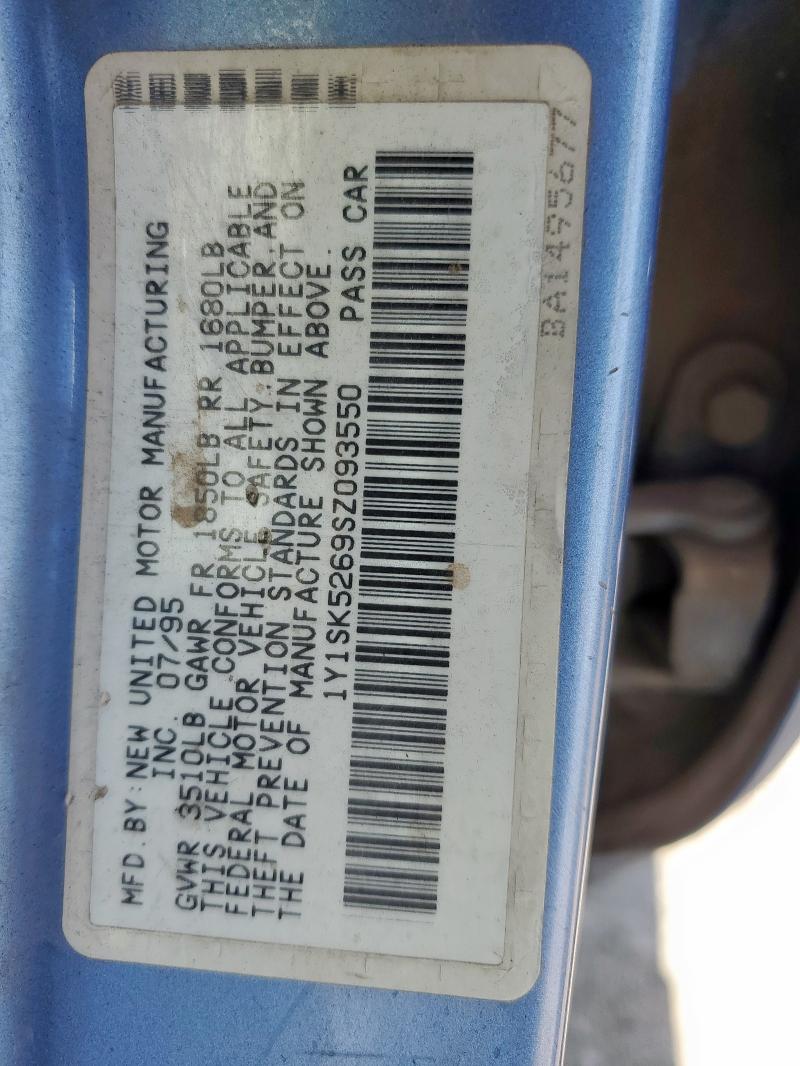 MFD.BY:NEW UNITED MOTOR MANUFACTURING
INC. 07/95
GVWR 3510LB GAWR FR 1850LB RR 1680LB
THIS VEHICLE CONFORMS TO ALL APPLICABLE
FEDERAL MOTOR VEHICLE SAFETY.BUMPER.AND
THEFT PREVENTION STANDARDS IN EFFECT ON
THE DATE OF MANUFACTURE SHOWN ABOVE.
1Y1SK5269SZ093550 PASS CAR
BA1495677